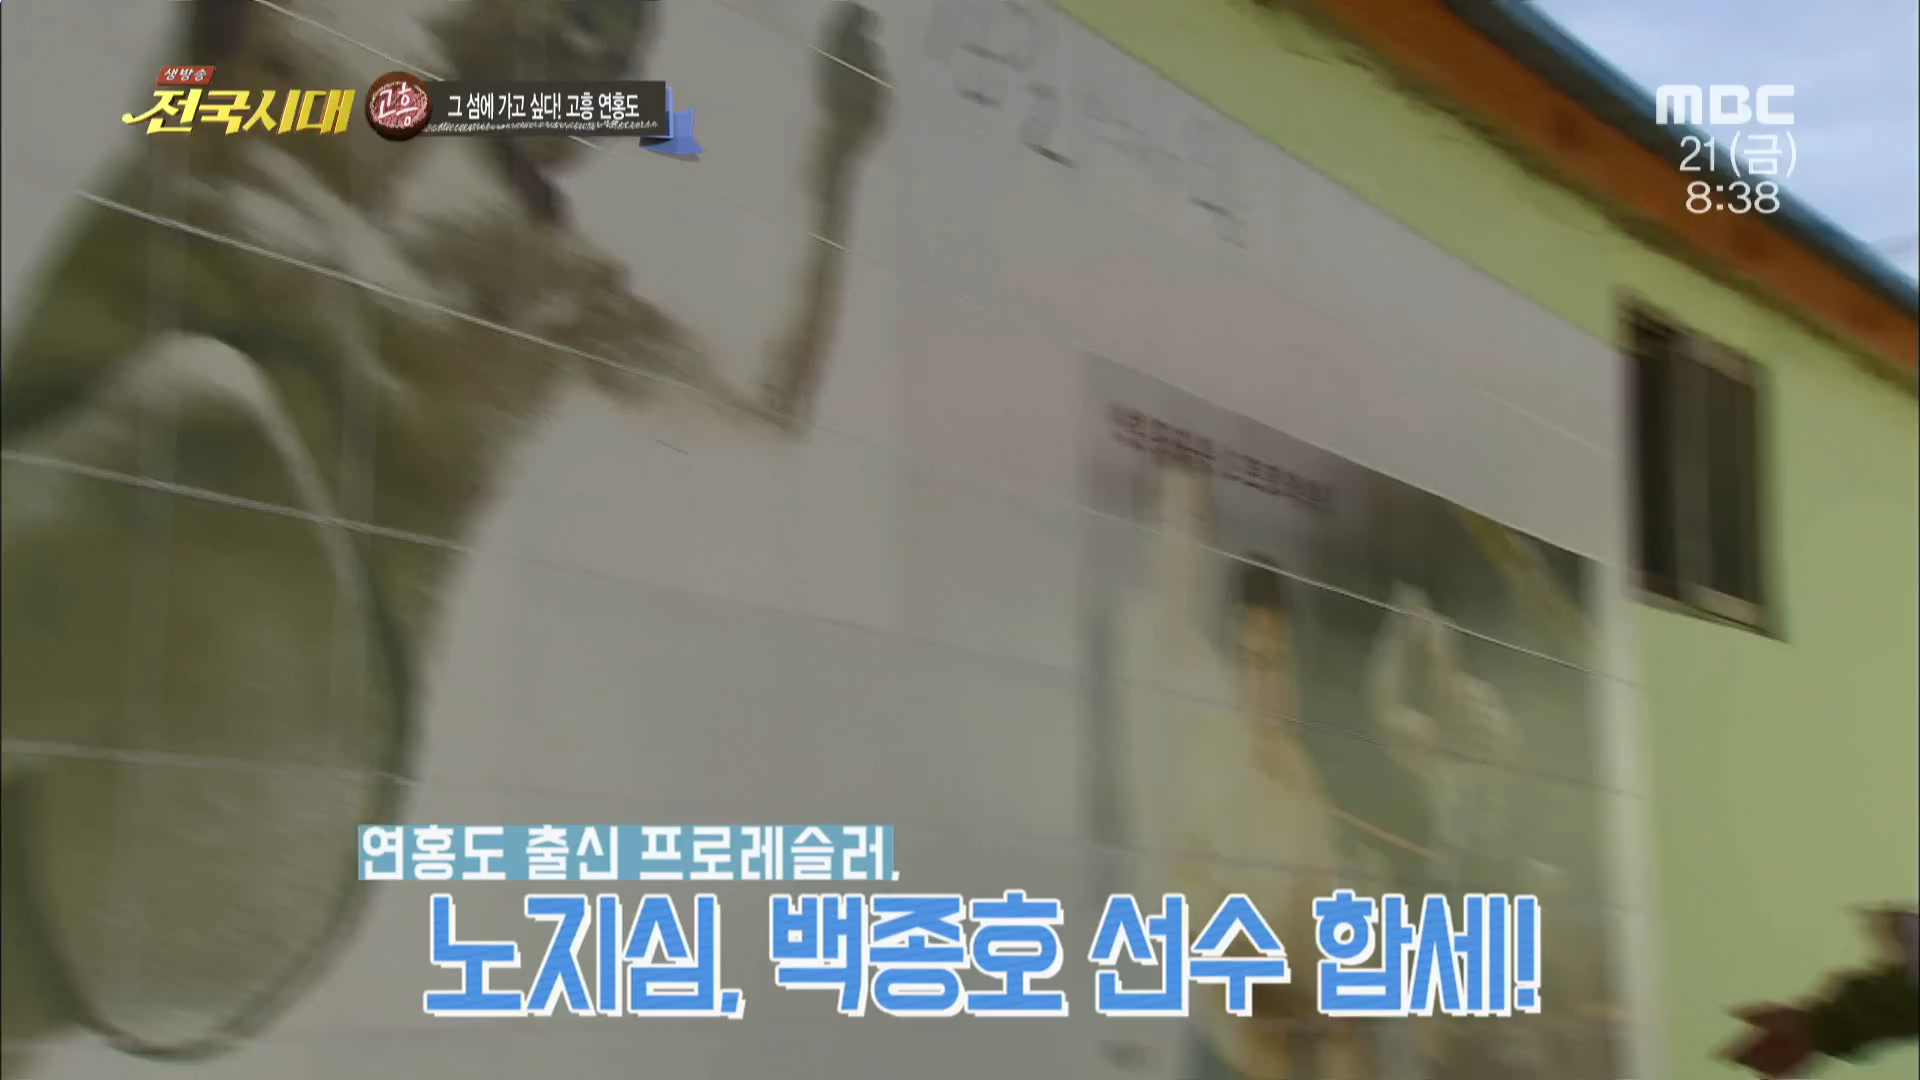 생방송
전국시대
고흥
그 섬에 가고 싶다! 고흥 연홍도
MBC
21(금)
8:38
연홍도 출신 프로레슬러,
노지심, 백종호 선수 합세!